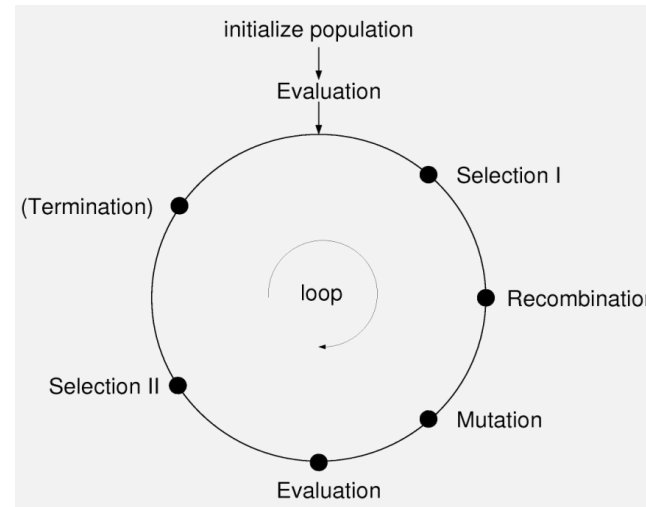 initialize population
Evaluation
Selection I
(Termination)
loop
Recombination
Selection II
Mutation
Evaluation